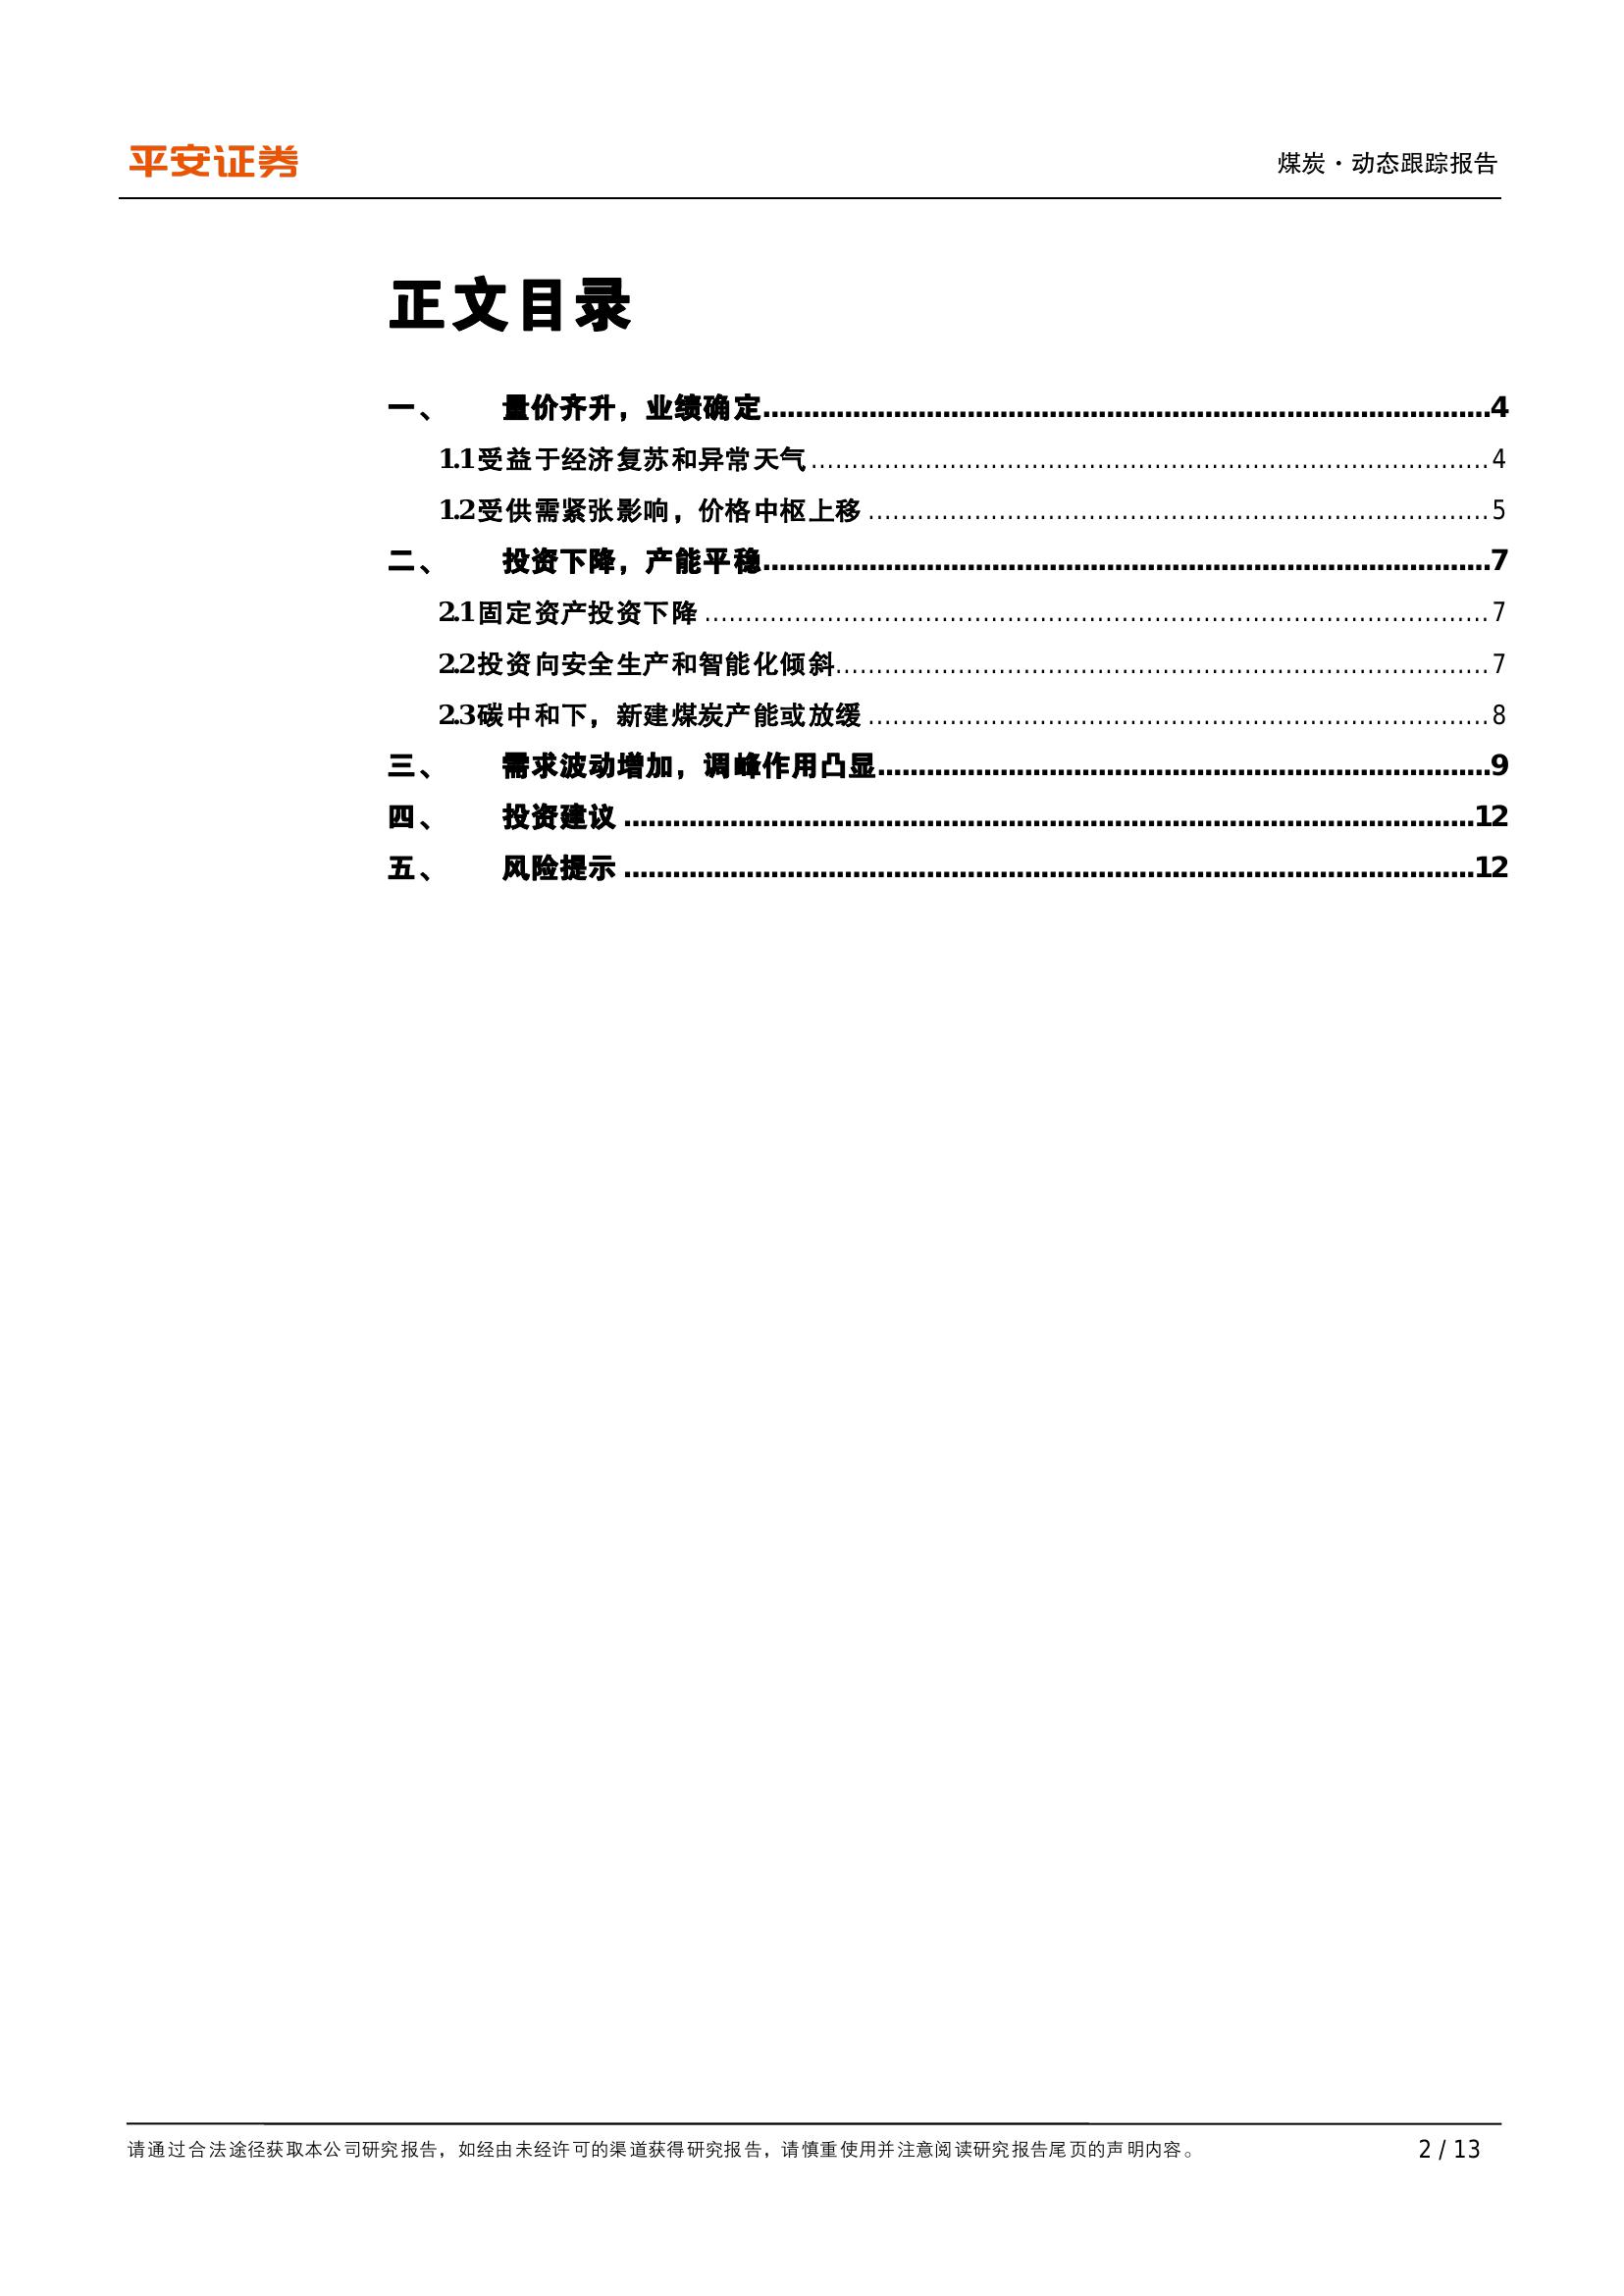 平安证券
煤炭·动态跟踪报告
正文目录
一、 量价齐升，业绩确定........................................4
1.1受益于经济复苏和异常天气........................................4
1.2受供需紧张影响，价格中枢上移........................................5
二、 投资下降，产能平稳........................................7
2.1固定资产投资下降........................................7
2.2投资向安全生产和智能化倾斜........................................7
2.3碳中和下，新建煤炭产能或放缓........................................8
三、 需求波动增加，调峰作用凸显........................................9
四、 投资建议........................................12
五、 风险提示........................................12
请通过合法途径获取本公司研究报告，如经由未经许可的渠道获得研究报告，请慎重使用并注意阅读研究报告尾页的声明内容。 2 / 13